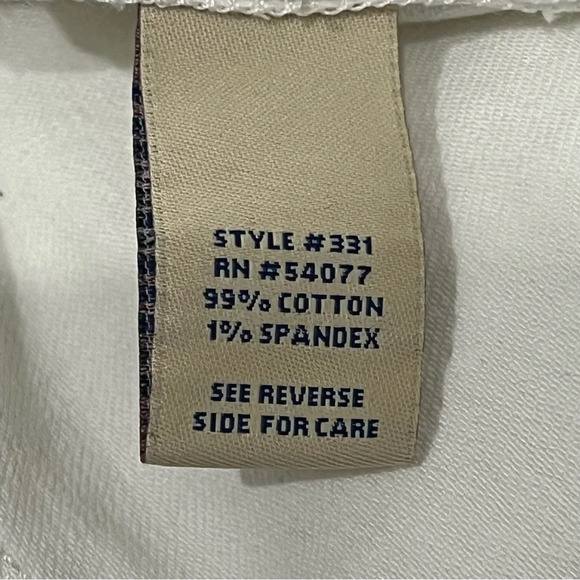 STYLE #331
RN #54077
99% COTTON
1% SPANDEX
SEE REVERSE
SIDE FOR CARE